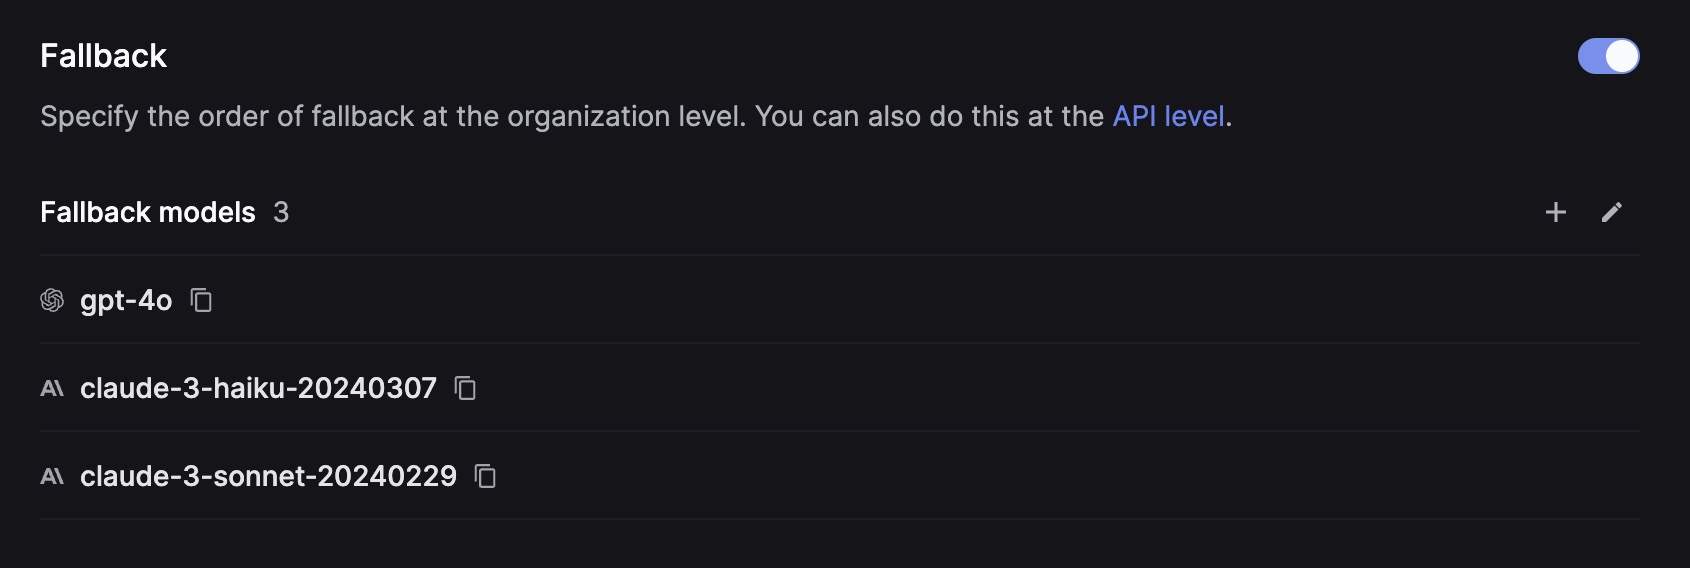 Fallback
Specify the order of fallback at the organization level. You can also do this at the API level.
Fallback models 3
gpt-4o
claude-3-haiku-20240307
claude-3-sonnet-20240229